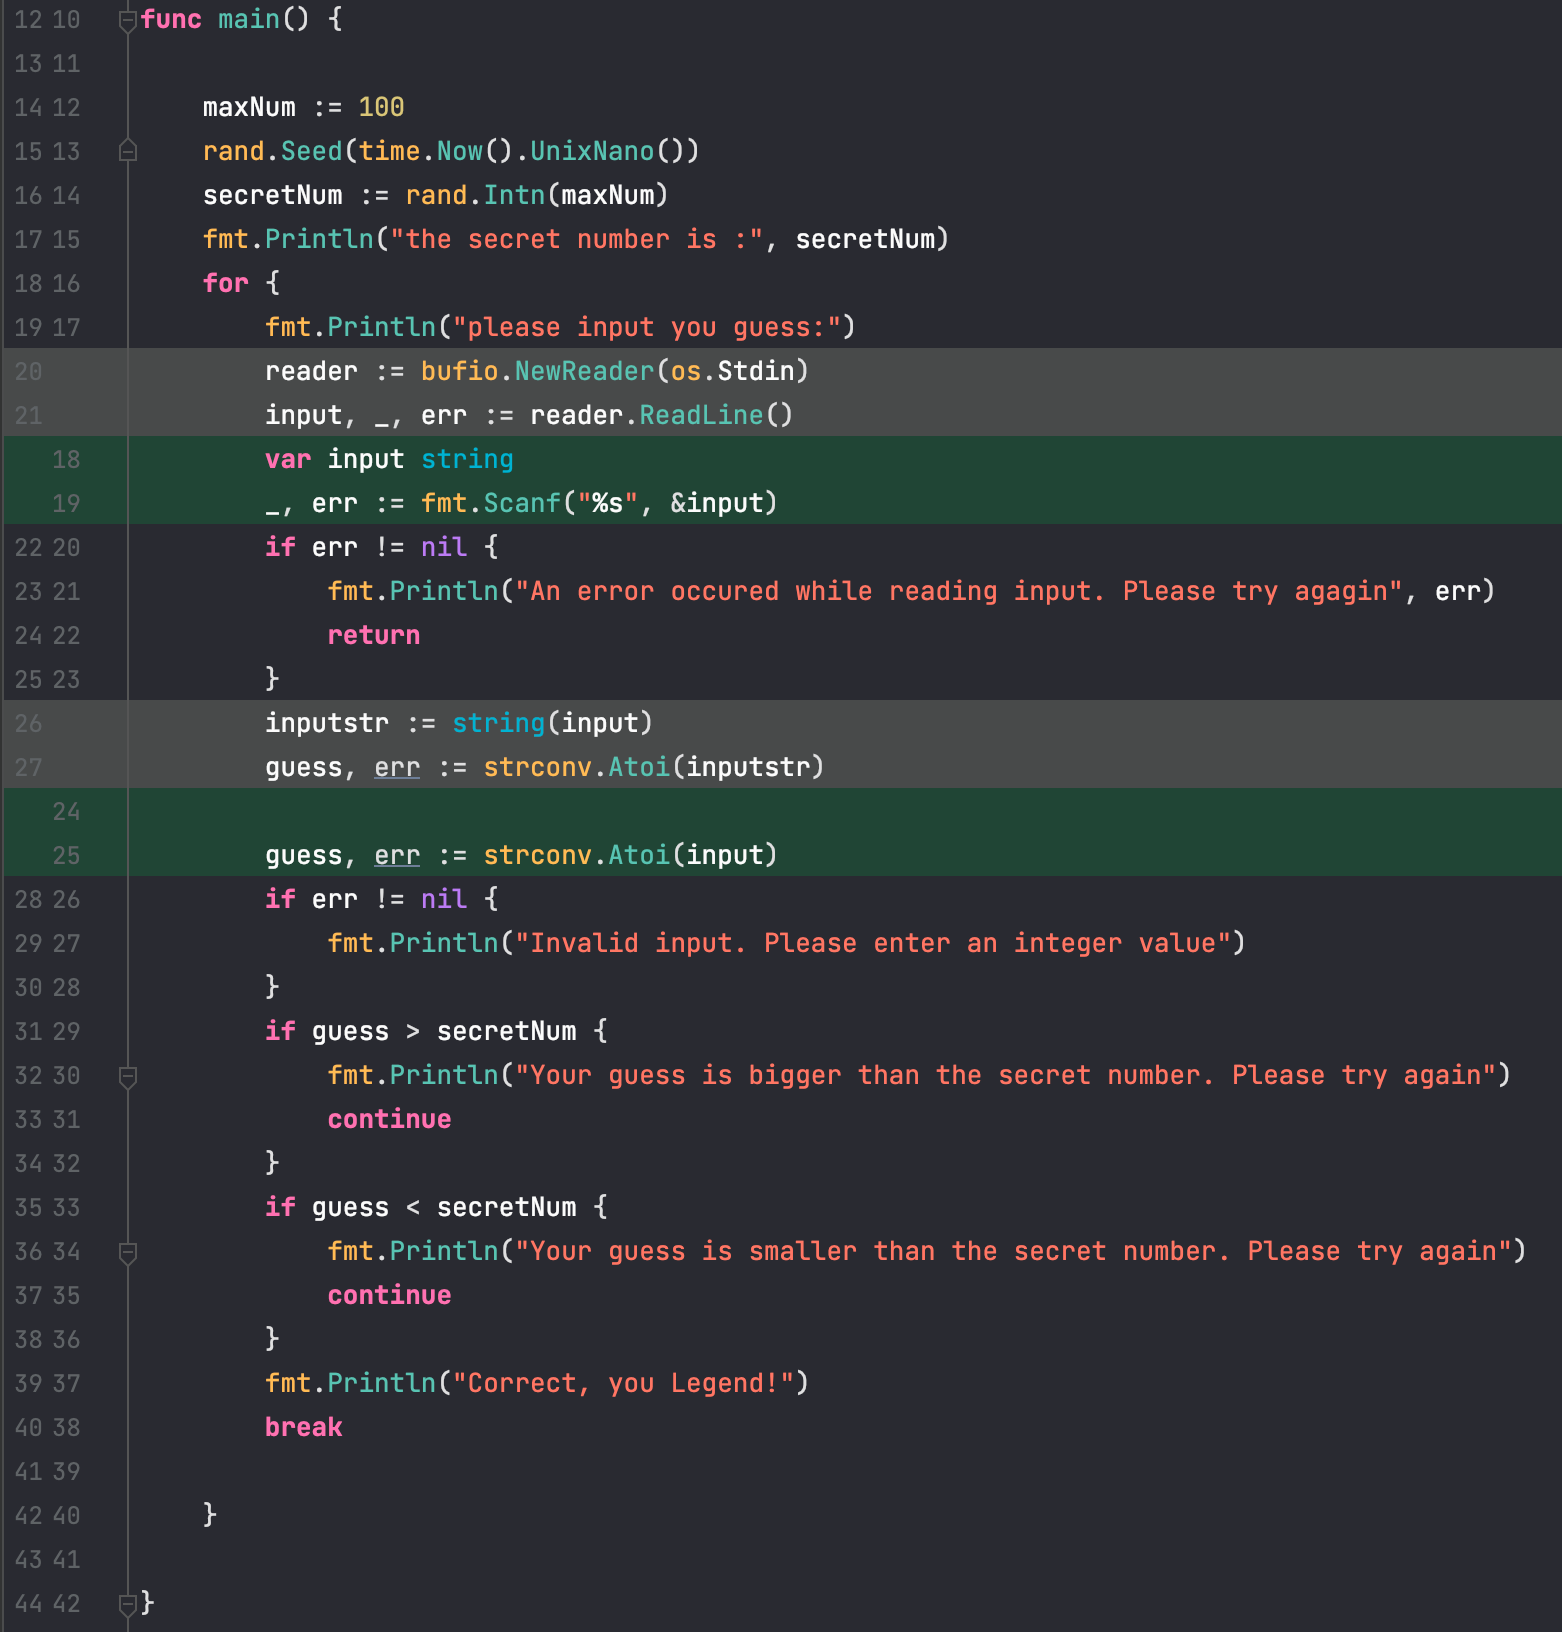 12 10 func main() {
13 11
14 12 maxNum := 100
15 13 rand.Seed(time.Now().UnixNano())
16 14 secretNum := rand.Intn(maxNum)
17 15 fmt.Println("the secret number is :", secretNum)
18 16 for {
19 17 fmt.Println("please input you guess:")
20 reader := bufio.NewReader(os.Stdin)
21 input, _, err := reader.ReadLine()
18 var input string
19 _, err := fmt.Scanf("%s", &input)
22 20 if err != nil {
23 21 fmt.Println("An error occured while reading input. Please try agagin", err)
24 22 return
25 23 }
26 inputstr := string(input)
27 guess, err := strconv.Atoi(inputstr)
24
25 guess, err := strconv.Atoi(input)
28 26 if err != nil {
29 27 fmt.Println("Invalid input. Please enter an integer value")
30 28 }
31 29 if guess > secretNum {
32 30 fmt.Println("Your guess is bigger than the secret number. Please try again")
33 31 continue
34 32 }
35 33 if guess < secretNum {
36 34 fmt.Println("Your guess is smaller than the secret number. Please try again")
37 35 continue
38 36 }
39 37 fmt.Println("Correct, you Legend!")
40 38 break
41 39
42 40 }
43 41
44 42 }